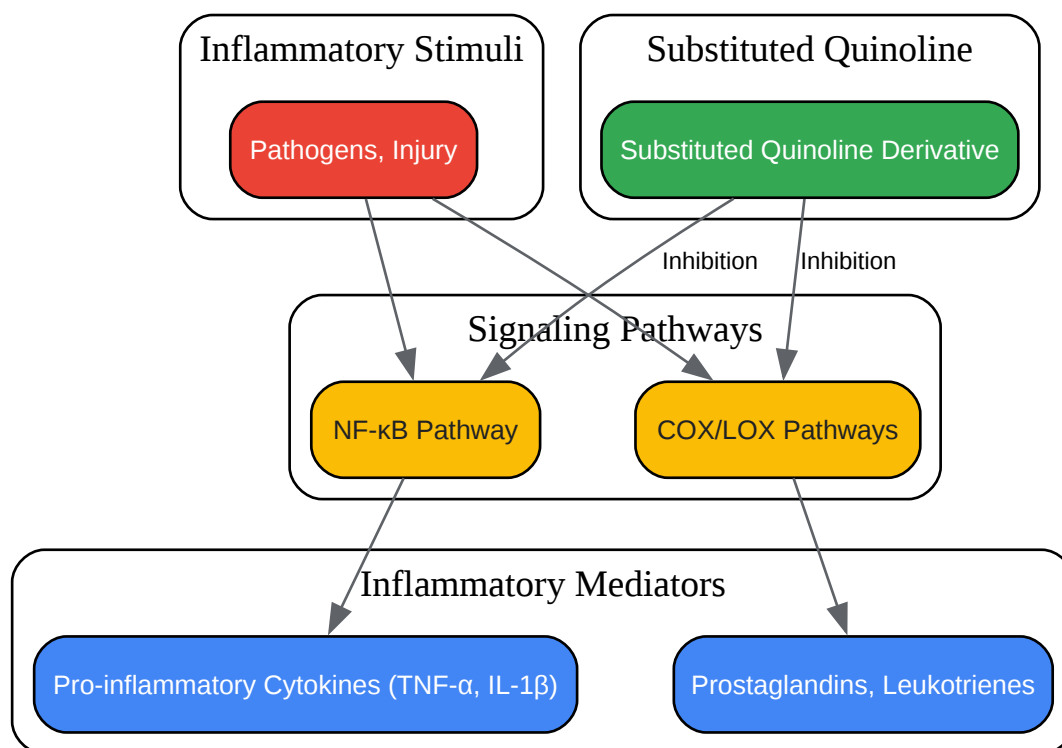 Inflammatory Stimuli
Substituted Quinoline
Pathogens, Injury
Substituted Quinoline Derivative
Inhibition
Inhibition
Signaling Pathways
NF-κB Pathway
COX/LOX Pathways
Inflammatory Mediators
Pro-inflammatory Cytokines (TNF-α, IL-1β)
Prostaglandins, Leukotrienes